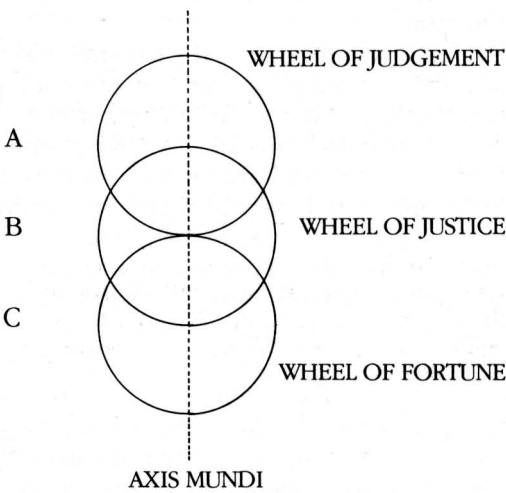 WHEEL OF JUDGEMENT
A
B
WHEEL OF JUSTICE
C
WHEEL OF FORTUNE
AXIS MUNDI